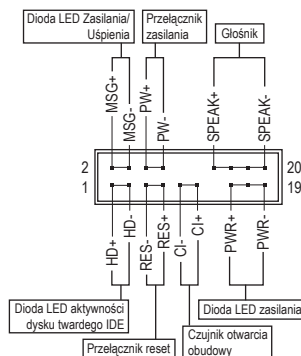 Dioda LED Zasilania/
Uśpienia
Przełącznik
zasilania
Głośnik
MSG+
MSG-
PW+
PW-
SPEAK+
SPEAK-
2
20
1
19
HD+
HD-
RES-
RES+
CI-
CI+
PWR+
PWR-
Dioda LED aktywności
dysku twardego IDE
Dioda LED zasilania
Przełącznik reset
Czujnik otwarcia
obudowy